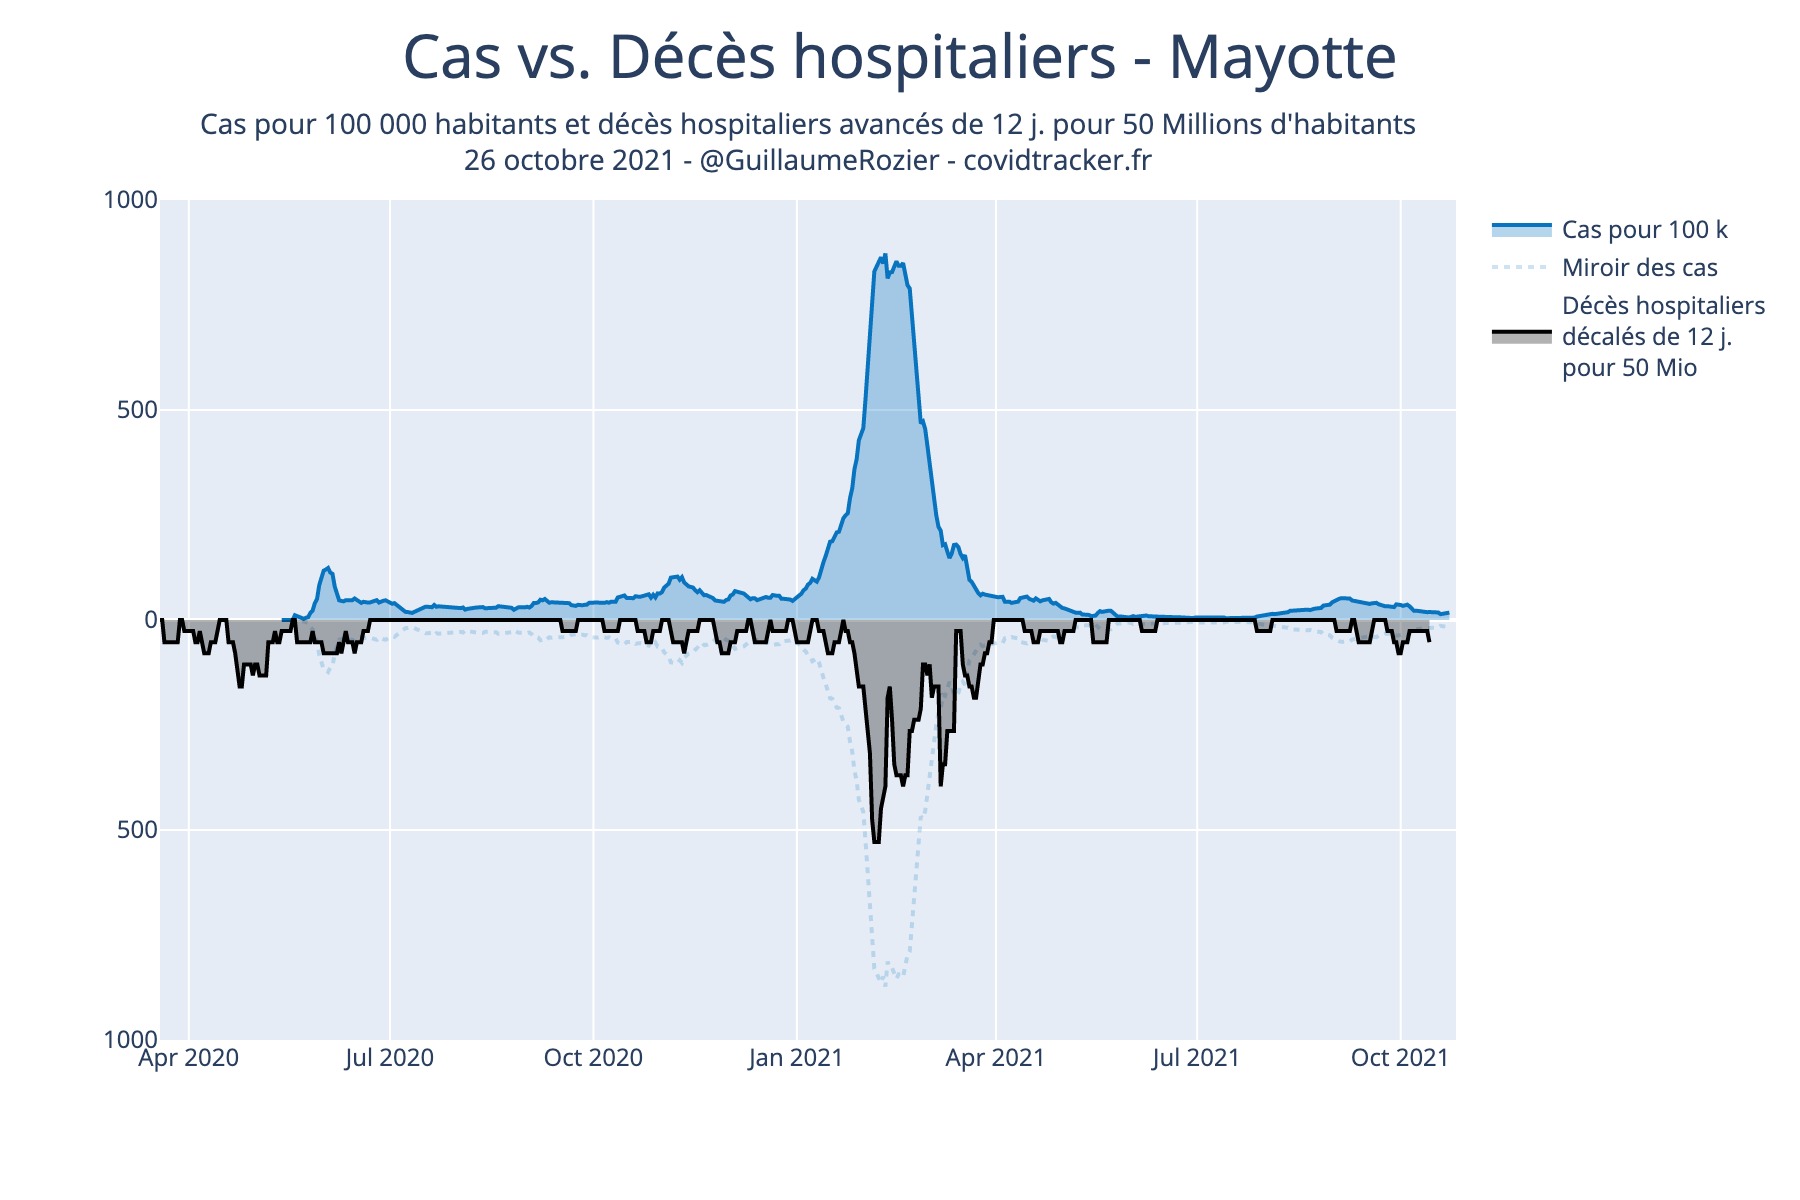 Cas vs. Décès hospitaliers - Mayotte
Cas pour 100 000 habitants et décès hospitaliers avancés de 12 j. pour 50 Millions d'habitants
26 octobre 2021 - @GuillaumeRozier - covidtracker.fr
1000
500
0
500
1000
Apr 2020
Jul 2020
Oct 2020
Jan 2021
Apr 2021
Jul 2021
Oct 2021
Cas pour 100 k
Miroir des cas
Décès hospitaliers
décalés de 12 j.
pour 50 Mio